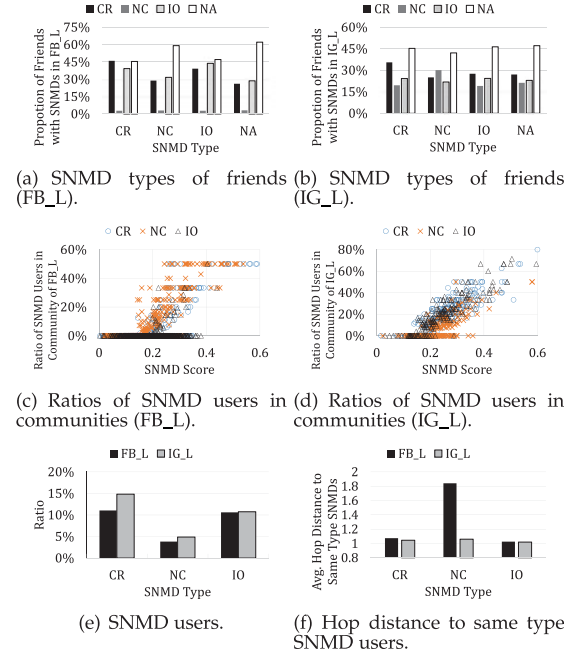 CR NC IO NA
75%
60%
45%
30%
15%
0%
Propotion of Friends
with SNMDs in FB_L
CR NC IO NA
SNMD Type
(a) SNMD types of friends
(FB_L).
CR NC IO NA
60%
45%
30%
15%
0%
Propotion of Friends
with SNMDs in IG_L
CR NC IO NA
SNMD Type
(b) SNMD types of friends
(IG_L).
CR NC IO
60%
40%
20%
0%
Ratio of SNMD Users in
Community of FB_L
0 0.2 0.4 0.6
SNMD Score
(c) Ratios of SNMD users in
communities (FB_L).
CR NC IO
80%
60%
40%
20%
0%
Ratio of SNMD Users in
Community of IG_L
0 0.2 0.4 0.6
SNMD Score
(d) Ratios of SNMD users in
communities (IG_L).
FB_L IG_L
20%
15%
10%
5%
0%
Ratio
CR NC IO
SNMD Type
(e) SNMD users.
FB_L IG_L
2
1.8
1.6
1.4
1.2
1
0.8
Avg. Hop Distance to
Same Type SNMDs
CR NC IO
SNMD Type
(f) Hop distance to same type
SNMD users.